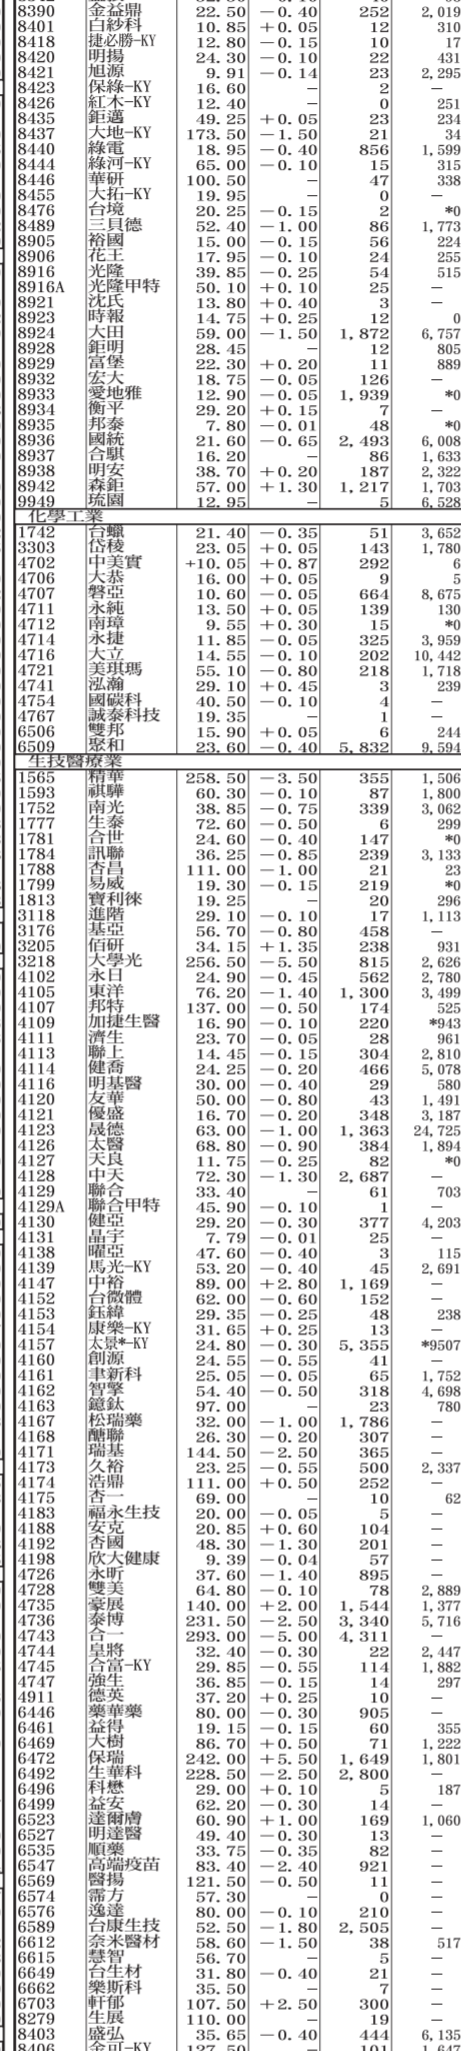 8390 金益鼎 22.50 －0.40 252 2,019
8401 白紗科 10.85 ＋0.05 12 310
8418 捷必勝-KY 12.80 －0.15 10 17
8420 明揚 24.30 －0.10 22 431
8421 旭源 9.91 －0.14 23 2,295
8423 保綠-KY 16.60 － 2 －
8426 紅木-KY 12.40 － 0 251
8435 鉅邁 49.25 ＋0.05 23 234
8437 大地-KY 173.50 －1.50 21 34
8440 綠電 18.95 －0.40 856 1,599
8444 綠河-KY 65.00 －0.10 15 315
8446 華研 100.50 － 47 338
8455 大拓-KY 19.95 － 0 －
8476 台境 20.25 －0.15 2 *0
8489 三貝德 52.40 －1.00 86 1,773
8905 裕國 15.00 －0.15 56 224
8906 花王 17.95 －0.10 24 255
8916 光隆 39.85 －0.25 54 515
8916A 光隆甲特 50.10 ＋0.10 25 －
8921 沈氏 13.80 ＋0.40 3 －
8923 時報 14.75 ＋0.25 12 0
8924 大田 59.00 －1.50 1,872 6,757
8928 鉅明 28.45 － 12 805
8929 富堡 22.30 ＋0.20 11 889
8932 宏大 18.75 －0.05 126 －
8933 愛地雅 12.90 －0.05 1,939 *0
8934 衡平 29.20 ＋0.15 7 －
8935 邦泰 7.80 －0.01 48 *0
8936 國統 21.60 －0.65 2,493 6,008
8937 合騏 16.20 － 86 1,633
8938 明安 38.70 ＋0.20 187 2,322
8942 森鉅 57.00 ＋1.30 1,217 1,703
9949 琉園 12.95 － 5 6,528
化學工業
1742 台蠟 21.40 －0.35 51 3,652
3303 岱稜 23.05 ＋0.05 143 1,780
4702 中美實 +10.05 ＋0.87 292 6
4706 大恭 16.00 ＋0.05 9 5
4707 磐亞 10.60 －0.05 664 8,675
4711 永純 13.50 ＋0.05 139 130
4712 南璋 9.55 ＋0.30 15 *0
4714 永捷 11.85 －0.05 325 3,959
4716 大立 14.55 －0.10 202 10,442
4721 美琪瑪 55.10 －0.80 218 1,718
4741 泓瀚 29.10 ＋0.45 3 239
4754 國碳科 40.50 －0.10 4 －
4767 誠泰科技 19.35 － 1 －
6506 雙邦 15.90 ＋0.05 6 244
6509 聚和 23.60 －0.40 5,832 9,594
生技醫療業
1565 精華 258.50 －3.50 355 1,506
1593 祺驊 60.30 －0.10 87 1,800
1752 南光 38.85 －0.75 339 3,062
1777 生泰 72.60 －0.50 6 299
1781 合世 24.60 －0.40 147 *0
1784 訊聯 36.25 －0.85 239 3,133
1788 杏昌 111.00 －1.00 21 23
1799 易威 19.30 －0.15 219 *0
1813 寶利徠 19.25 － 20 296
3118 進階 29.10 －0.10 17 1,113
3176 基亞 56.70 －0.80 458 －
3205 佰研 34.15 ＋1.35 238 931
3218 大學光 256.50 －5.50 815 2,626
4102 永日 24.90 －0.45 562 2,780
4105 東洋 76.20 －1.40 1,300 3,499
4107 邦特 137.00 －0.50 174 525
4109 加捷生醫 16.90 －0.10 220 *943
4111 濟生 23.70 －0.05 28 961
4113 聯上 14.45 －0.15 304 2,810
4114 健喬 24.25 －0.20 466 5,078
4116 明基醫 30.00 －0.40 29 580
4120 友華 50.00 －0.80 43 1,491
4121 優盛 16.70 －0.20 348 3,187
4123 晟德 63.00 －1.00 1,363 24,725
4126 太醫 68.80 －0.90 384 1,894
4127 天良 11.75 －0.25 82 *0
4128 中天 72.30 －1.30 2,687 －
4129 聯合 33.40 － 61 703
4129A 聯合甲特 45.90 －0.10 1 －
4130 健亞 29.20 －0.30 377 4,203
4131 晶宇 7.79 －0.01 25 －
4138 曜亞 47.60 －0.40 3 115
4139 馬光-KY 53.20 －0.40 45 2,691
4147 中裕 89.00 ＋2.80 1,169 －
4152 台微體 62.00 －0.60 152 －
4153 鈺緯 29.35 －0.25 48 238
4154 康樂-KY 31.65 ＋0.25 13 －
4157 太景*-KY 24.80 －0.30 5,355 *9507
4160 創源 24.55 －0.55 41 －
4161 聿新科 25.05 －0.05 65 1,752
4162 智擎 54.40 －0.50 318 4,698
4163 鐿鈦 97.00 － 23 780
4167 松瑞藥 32.00 －1.00 1,786 －
4168 醣聯 26.30 －0.20 307 －
4171 瑞基 144.50 －2.50 365 －
4173 久裕 23.25 －0.55 500 2,337
4174 浩鼎 111.00 ＋0.50 252 －
4175 杏一 69.00 － 10 62
4183 福永生技 20.00 －0.05 5 －
4188 安克 20.85 ＋0.60 104 －
4192 杏國 48.30 －1.30 201 －
4198 欣大健康 9.39 －0.04 57 －
4726 永昕 37.60 －1.40 895 －
4728 雙美 64.80 －0.10 78 2,889
4735 豪展 140.00 ＋2.00 1,544 1,377
4736 泰博 231.50 －2.50 3,340 5,716
4743 合一 293.00 －5.00 4,311 －
4744 皇將 32.40 －0.30 22 2,447
4745 合富-KY 29.85 －0.55 114 1,882
4747 強生 36.85 －0.15 14 297
4911 德英 37.20 ＋0.25 10 －
6446 藥華藥 80.00 －0.30 905 －
6461 益得 19.15 －0.15 60 355
6469 大樹 86.70 ＋0.50 71 1,222
6472 保瑞 242.00 ＋5.50 1,649 1,801
6492 生華科 228.50 －2.50 2,800 －
6496 科懋 29.00 ＋0.10 5 187
6499 益安 62.20 －0.30 14 －
6523 達爾膚 60.90 ＋1.00 169 1,060
6527 明達醫 49.40 －0.30 13 －
6535 順藥 33.75 －0.35 82 －
6547 高端疫苗 83.40 －2.40 921 －
6569 醫揚 121.50 －0.50 11 －
6574 霈方 57.30 － 0 －
6576 逸達 80.00 －0.10 210 －
6589 台康生技 52.50 －1.80 2,505 －
6612 奈米醫材 58.60 －1.50 38 517
6615 慧智 56.70 － 5 －
6649 台生材 31.80 －0.40 21 －
6662 樂斯科 35.50 － 7 －
6703 軒郁 107.50 ＋2.50 300 －
8279 生展 110.00 － 19 －
8403 盛弘 35.65 －0.40 444 6,135
8406 金可-KY 127.50 － 101 1,647